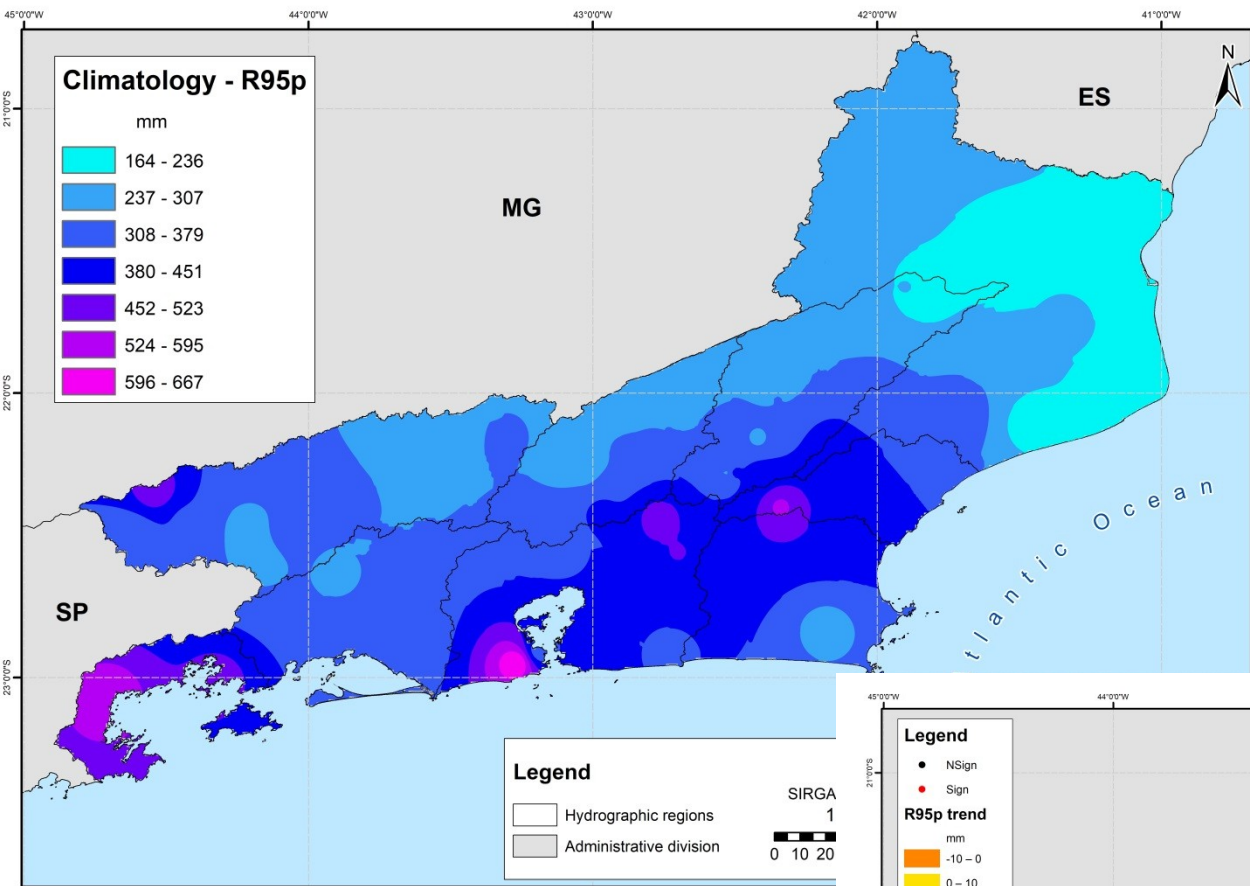 45°0'0"W 44°0'0"W 43°0'0"W 42°0'0"W 41°0'0"W
Climatology - R95p
mm
164 - 236
237 - 307
308 - 379
380 - 451
452 - 523
524 - 595
596 - 667
N
ES
MG
SP
21°0'0"S
22°0'0"S
23°0'0"S
tlantic Ocean
Legend
Hydrographic regions
Administrative division
SIRGA
1
0 10 20
45°0'0"W 44°0'0"W
21°0'0"S
Legend
NSign
Sign
R95p trend
mm
-10 – 0
0 – 10